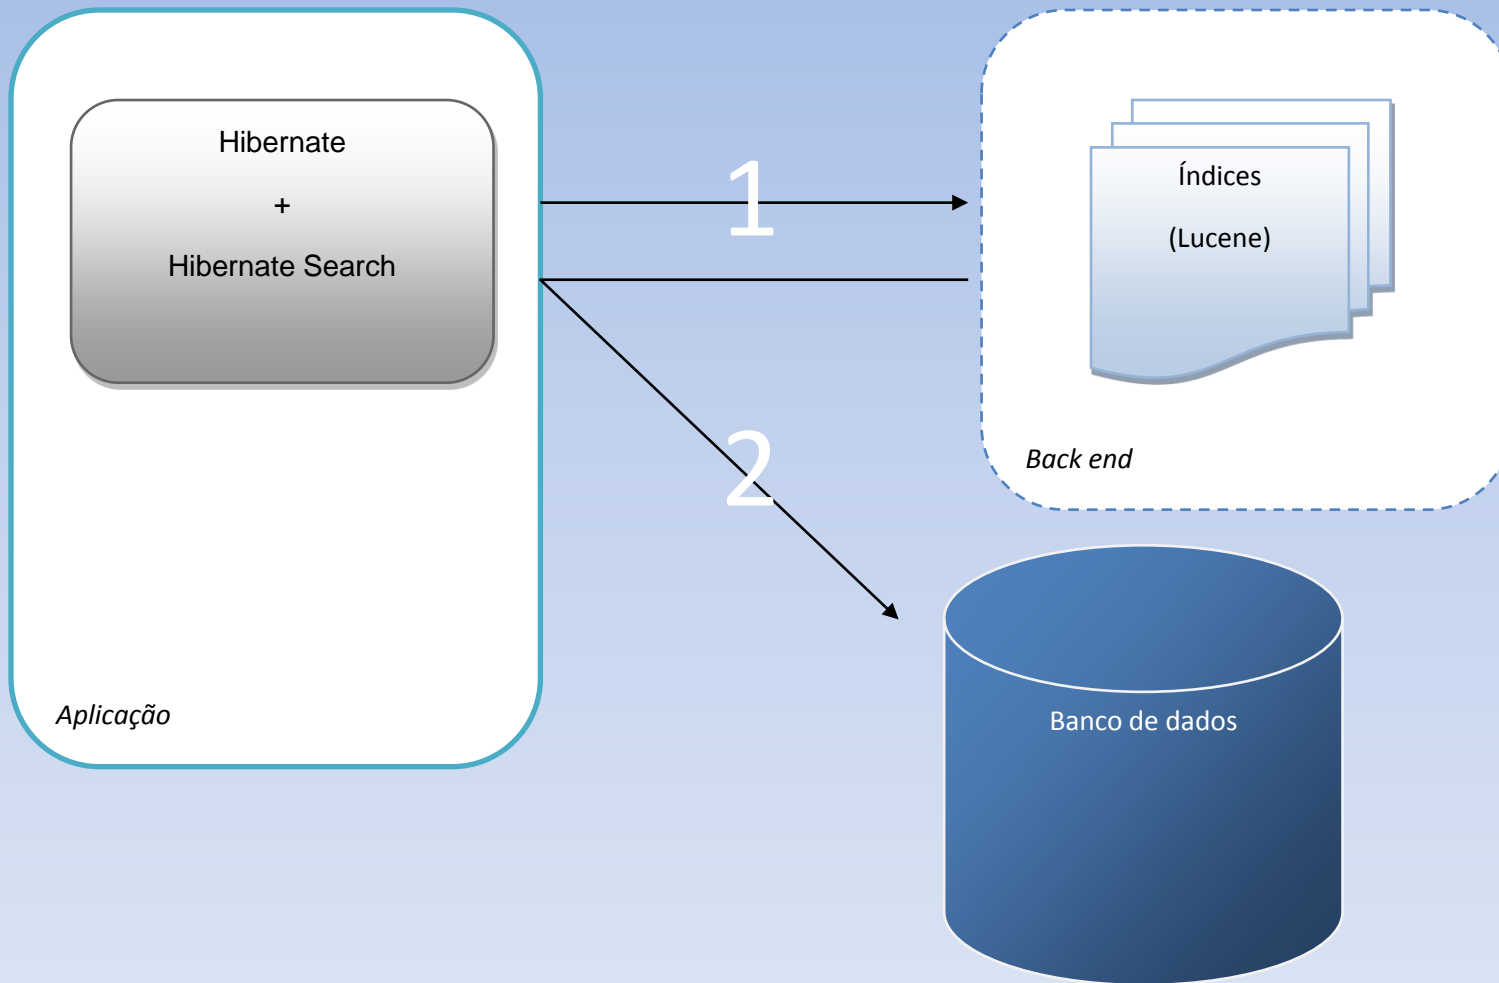 Hibernate
+
Hibernate Search
Aplicação
1
2
Índices
(Lucene)
Back end
Banco de dados